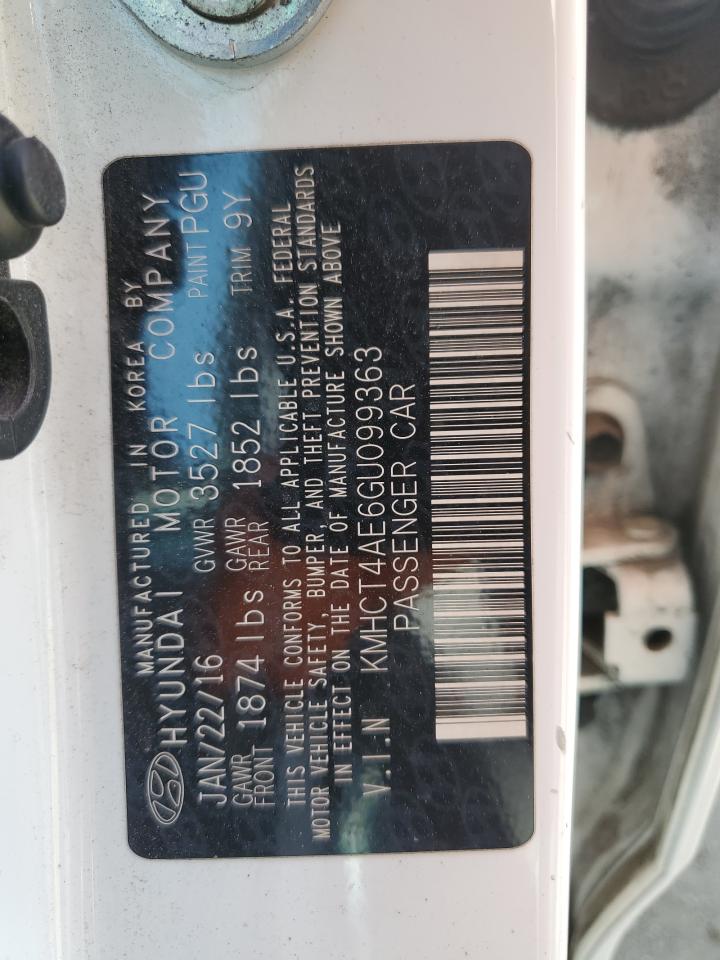 MANUFACTURED IN KOREA BY
HYUNDAI MOTOR COMPANY
JAN/22/16 GVWR 3527 lbs PAINT PGU
GAWR FRONT 1874 lbs GAWR REAR 1852 lbs TRIM 9Y
THIS VEHICLE CONFORMS TO ALL APPLICABLE U.S.A. FEDERAL
MOTOR VEHICLE SAFETY, BUMPER, AND THEFT PREVENTION STANDARDS
IN EFFECT ON THE DATE OF MANUFACTURE SHOWN ABOVE
V.I.N KMHCT4AE6GU099363
PASSENGER CAR